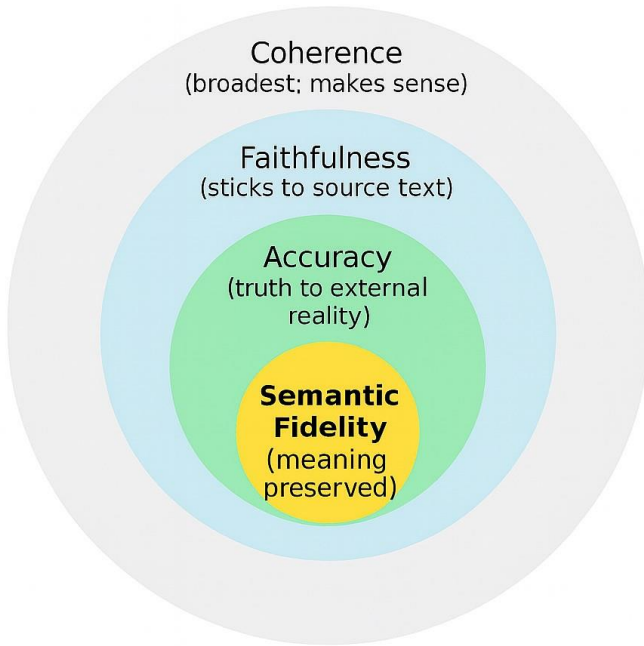 Coherence
(broadest; makes sense)
Faithfulness
(sticks to source text)
Accuracy
(truth to external
reality)
Semantic
Fidelity
(meaning
preserved)